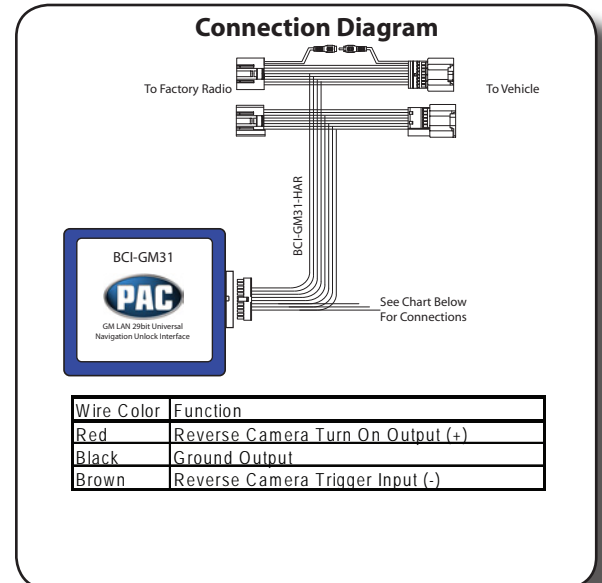 Connection Diagram
To Factory Radio
To Vehicle
BCI-GM31-HAR
BCI-GM31
PAC
GM LAN 29bit Universal
Navigation Unlock Interface
See Chart Below
For Connections
Wire Color Function
Red Reverse Camera Turn On Output (+)
Black Ground Output
Brown Reverse Camera Trigger Input (-)